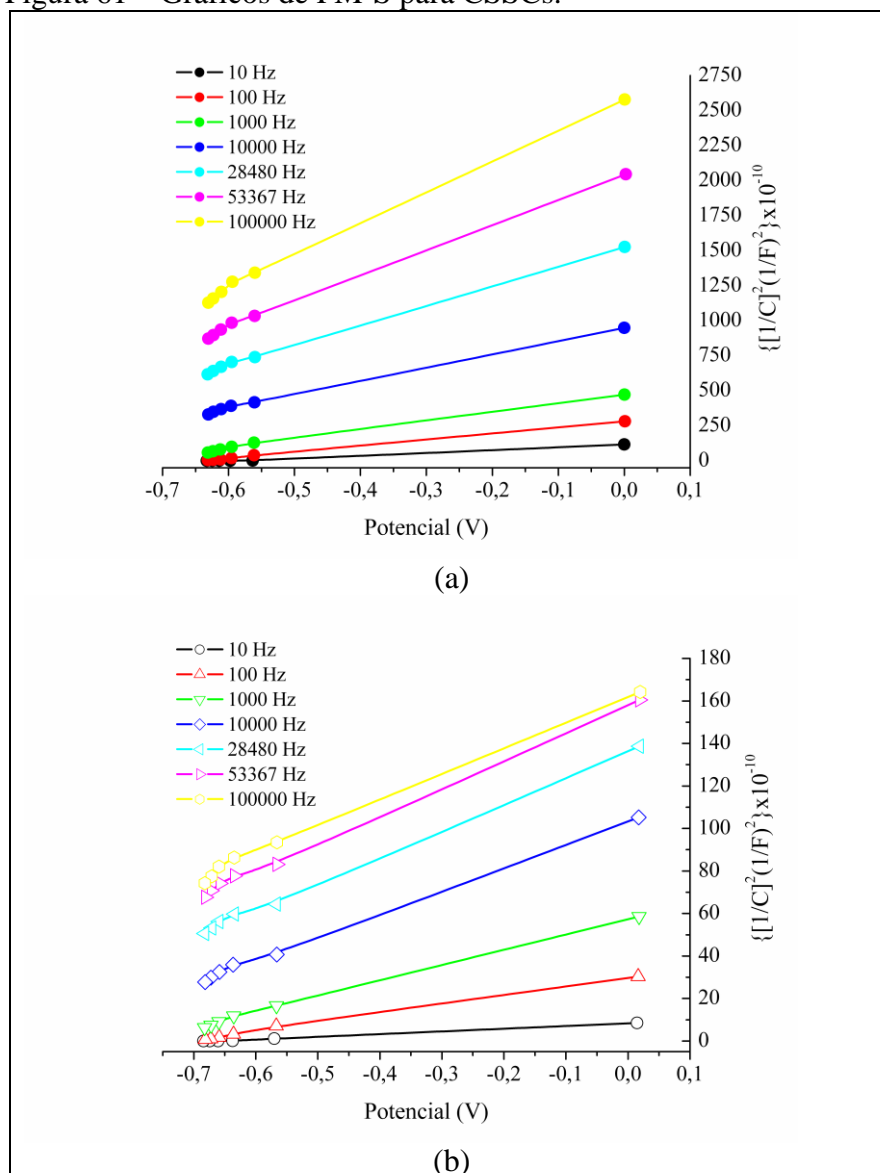 Figura 61 – Gráficos de PM-S para CSSCs.
10 Hz
100 Hz
1000 Hz
10000 Hz
28480 Hz
53367 Hz
100000 Hz
2750
2500
2250
2000
1750
1500
1250
1000
750
500
250
0
{[1/C]²(1/F)²}x10⁻¹⁰
-0,7 -0,6 -0,5 -0,4 -0,3 -0,2 -0,1 0,0 0,1
Potencial (V)
(a)
10 Hz
100 Hz
1000 Hz
10000 Hz
28480 Hz
53367 Hz
100000 Hz
180
160
140
120
100
80
60
40
20
0
{[1/C]²(1/F)²}x10⁻¹⁰
-0,7 -0,6 -0,5 -0,4 -0,3 -0,2 -0,1 0,0 0,1
Potencial (V)
(b)